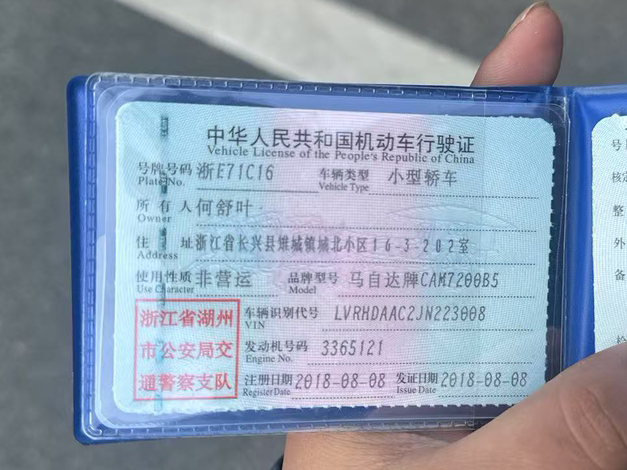 中华人民共和国机动车行驶证
Vehicle License of the People's Republic of China
号牌号码 浙E71C16 车辆类型 小型轿车
Plate No. Vehicle Type
所有人 何舒叶
Owner
住址 浙江省长兴县雉城镇城北小区16-3-202室
Address
使用性质 非营运 品牌型号 马自达牌CAM7200B5
Use Character Model
浙江省湖州
市公安局交
通警察支队
车辆识别代号 LVRHDAAC2JN223008
VIN
发动机号码 3365121
Engine No.
注册日期 2018-08-08 发证日期 2018-08-08
Register Date Issue Date
号
核定
整
外
备
检